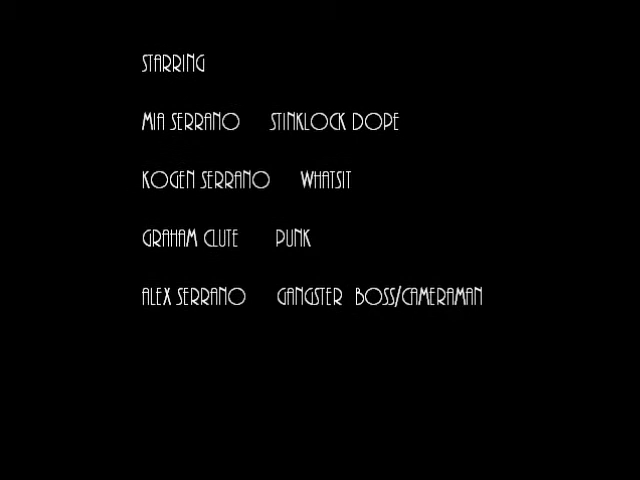 STARRING
MIA SERRANO STINKLOCK DOPE
KOGEN SERRANO WHATSIT
GRAHAM CLUTE PUNK
ALEX SERRANO GANGSTER BOSS/CAMERAMAN